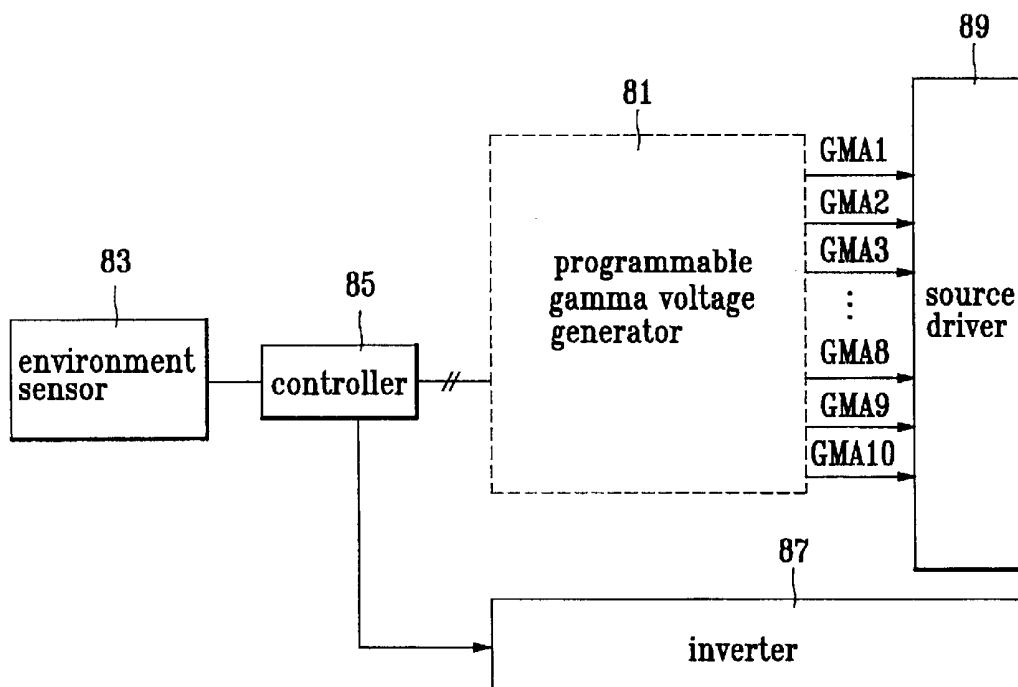 89
81
GMA1
GMA2
GMA3
83
85
programmable
gamma voltage
generator
⋮
source
driver
environment
sensor
controller
GMA8
GMA9
GMA10
87
inverter